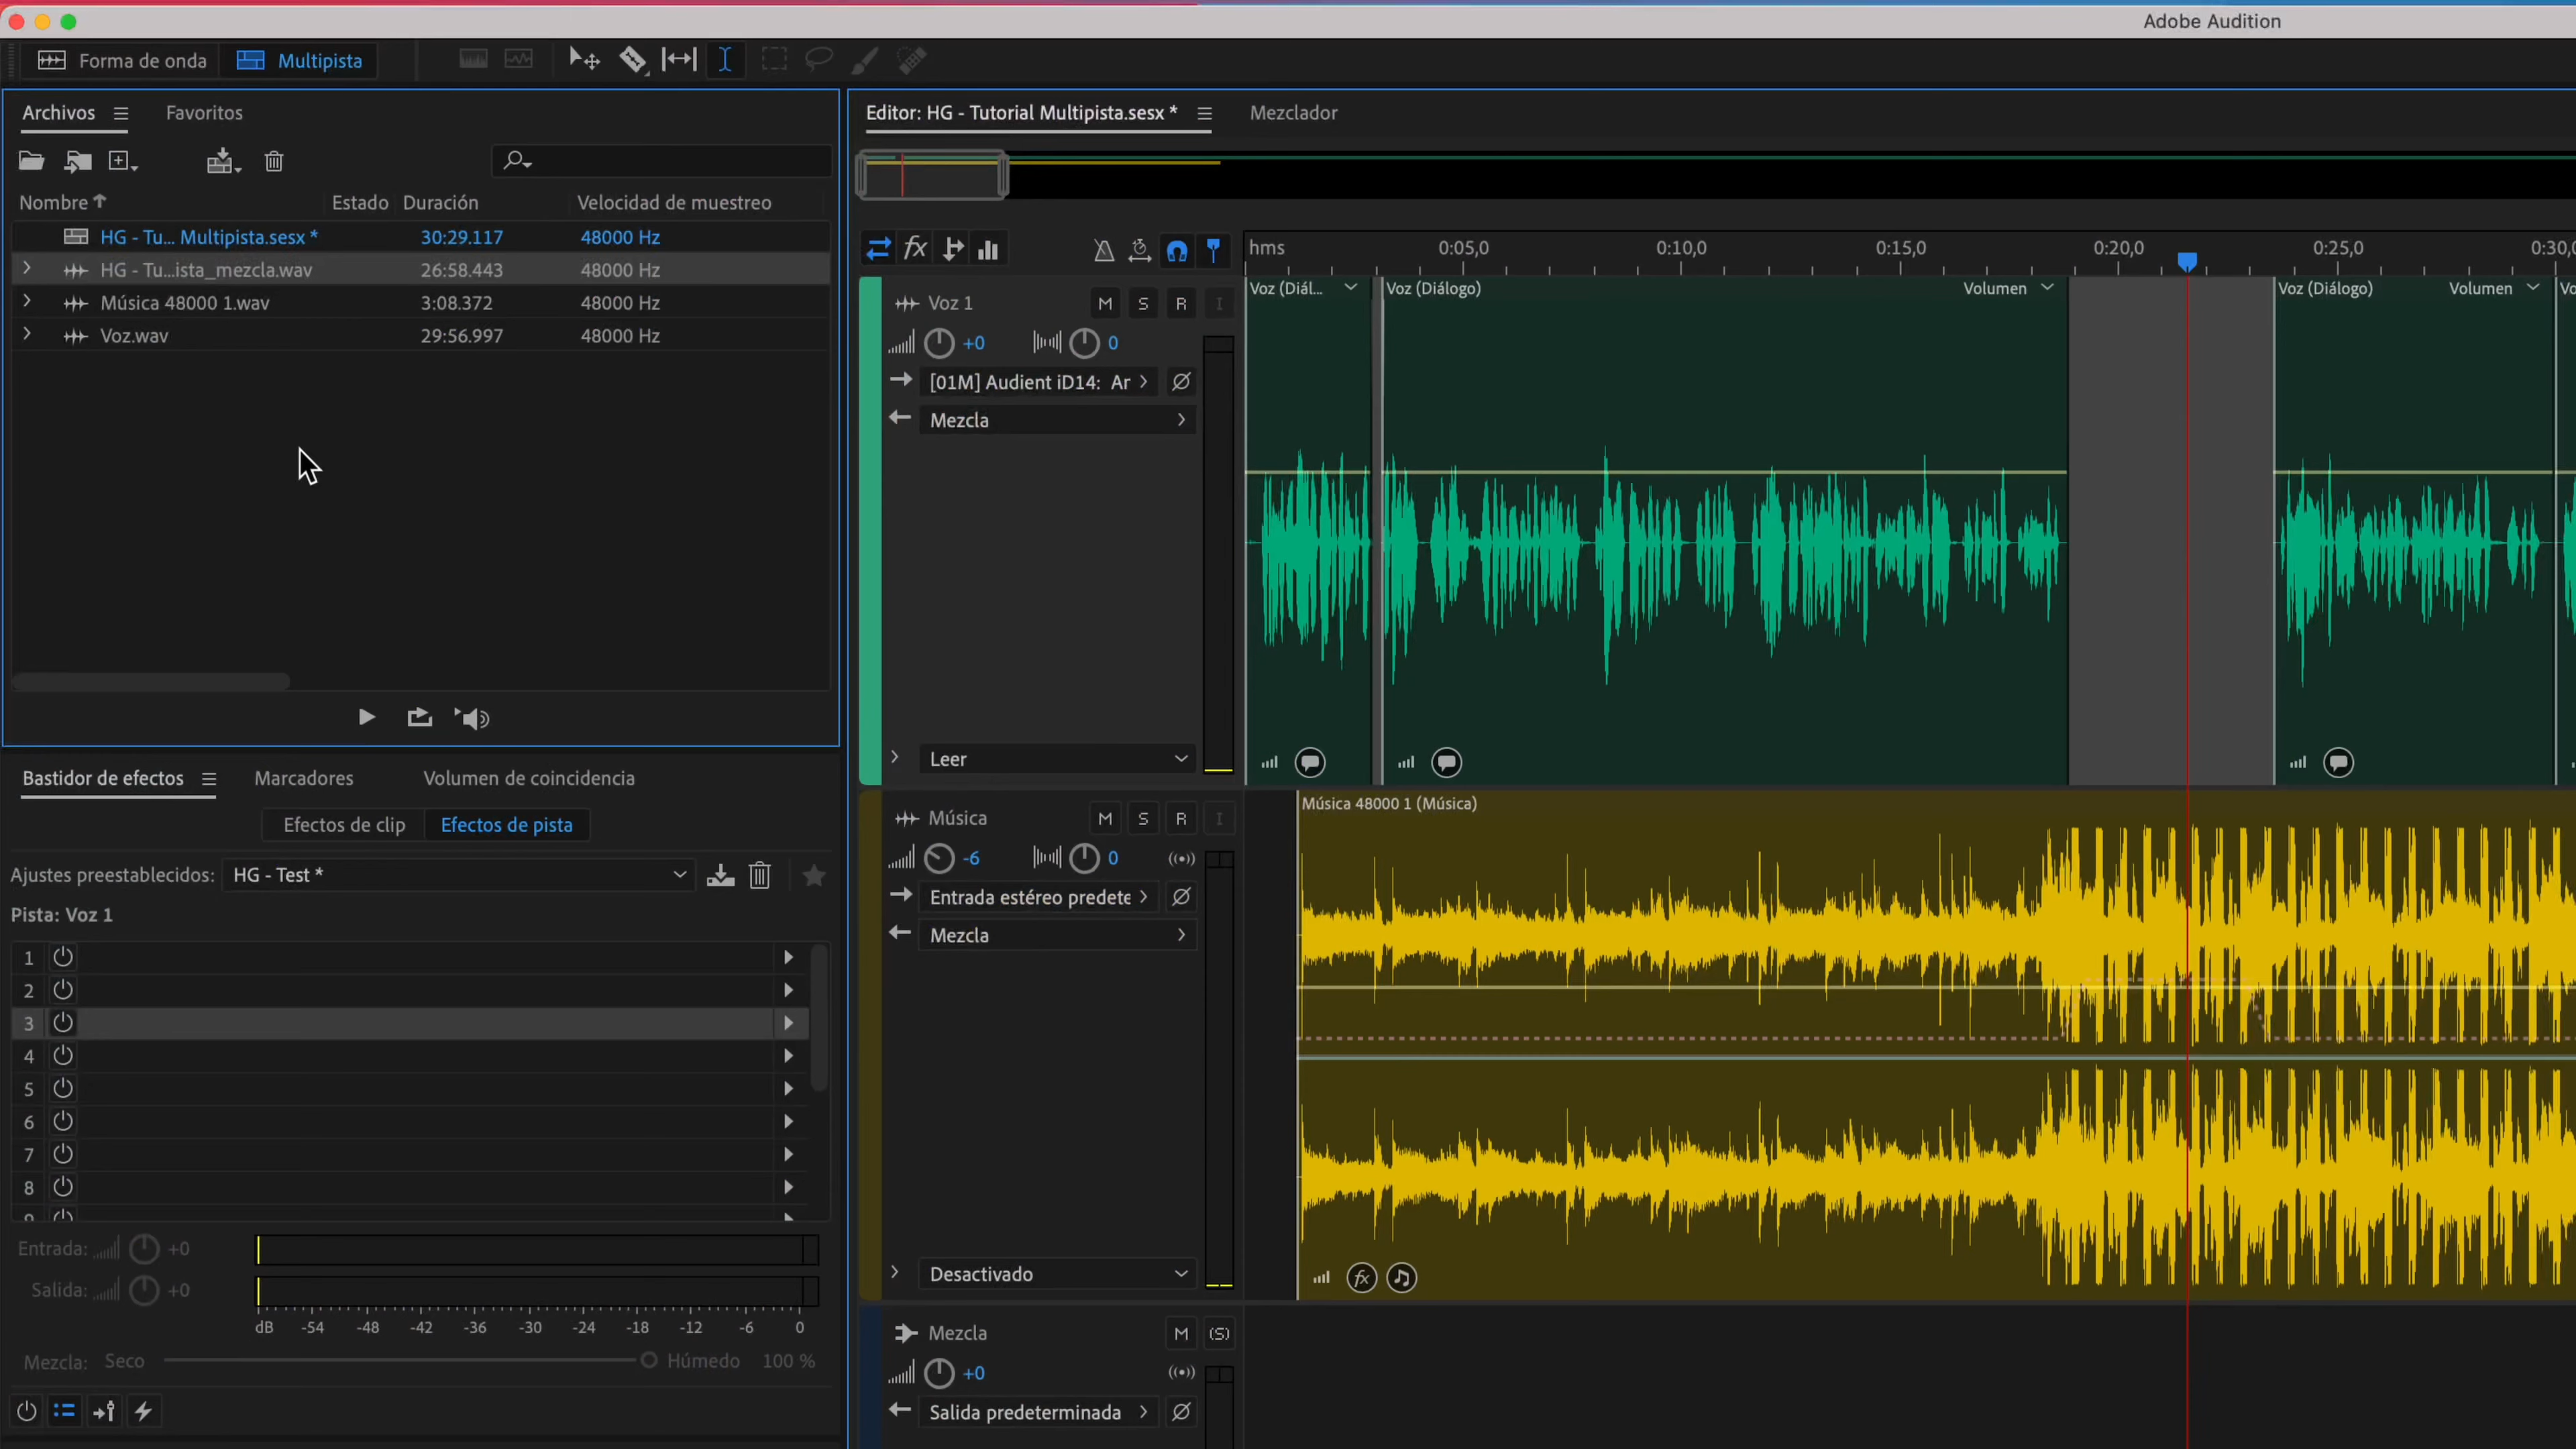 Adobe Audition
Forma de onda
Multipista
Archivos
Favoritos
Nombre
Estado
Duración
Velocidad de muestreo
HG - Tu... Multipista.sesx *
30:29.117
48000 Hz
HG - Tu...ista_mezcla.wav
26:58.443
48000 Hz
Música 48000 1.wav
3:08.372
48000 Hz
Voz.wav
29:56.997
48000 Hz
Bastidor de efectos
Marcadores
Volumen de coincidencia
Efectos de clip
Efectos de pista
Ajustes preestablecidos:
HG - Test *
Pista: Voz 1
1
2
3
4
5
6
7
8
9
Entrada:
+0
Salida:
+0
dB -54 -48 -42 -36 -30 -24 -18 -12 -6 0
Mezcla: Seco
Húmedo 100 %
Editor: HG - Tutorial Multipista.sesx *
Mezclador
fx
hms 0:05,0 0:10,0 0:15,0 0:20,0 0:25,0
Voz 1
M S R I
+0
0
[01M] Audient iD14: Ar
Mezcla
Leer
Voz (Diál...
Voz (Diálogo)
Volumen
Voz (Diálogo)
Volumen
Música
M S R I
-6
0
Entrada estéreo predete
Mezcla
Desactivado
Música 48000 1 (Música)
fx
Mezcla
M (S)
+0
Salida predeterminada